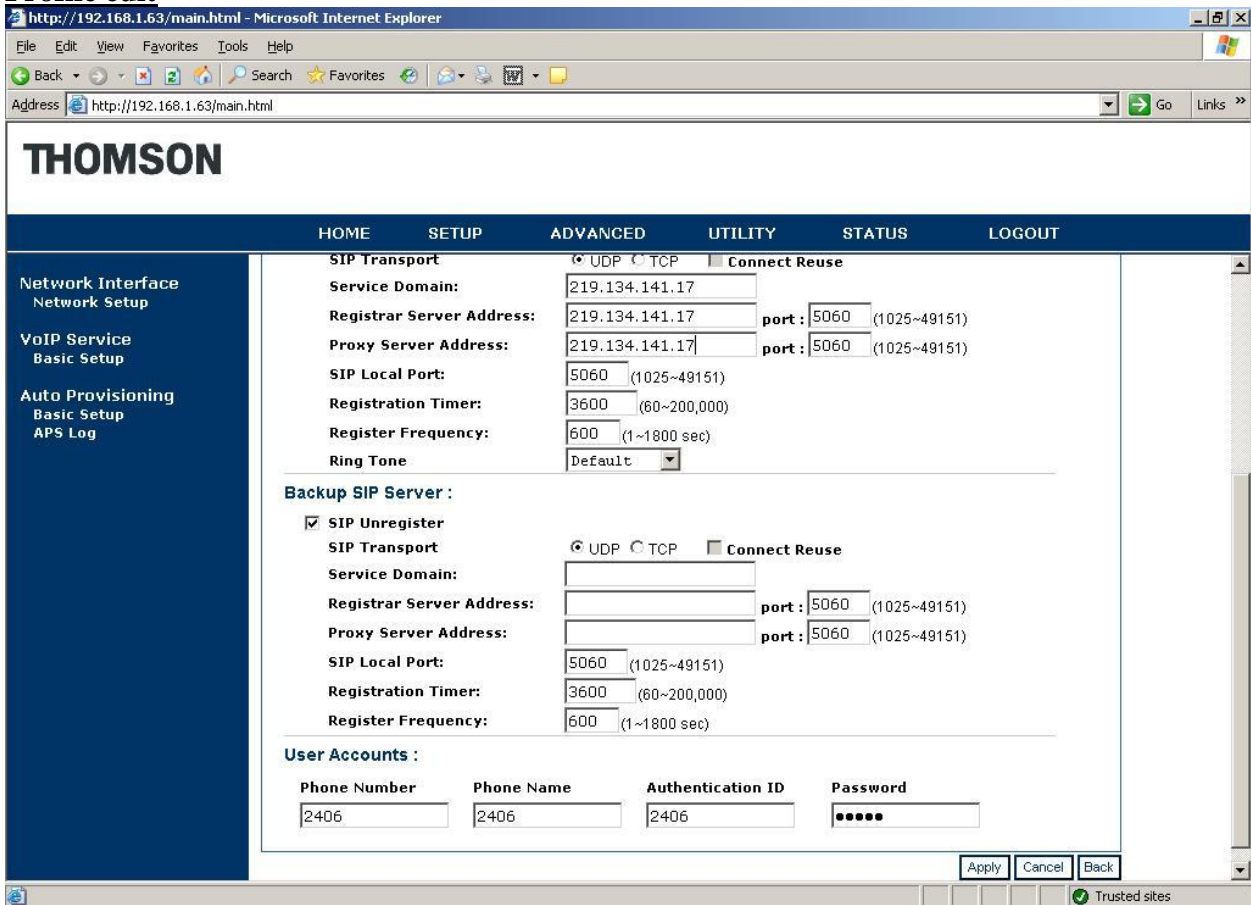 Profile edit
http://192.168.1.63/main.html - Microsoft Internet Explorer
File Edit View Favorites Tools Help
Back Search Favorites
Address http://192.168.1.63/main.html Go Links »
THOMSON
HOME SETUP ADVANCED UTILITY STATUS LOGOUT
Network Interface
Network Setup
VoIP Service
Basic Setup
Auto Provisioning
Basic Setup
APS Log
SIP Transport UDP TCP Connect Reuse
Service Domain: 219.134.141.17
Registrar Server Address: 219.134.141.17 port : 5060 (1025~49151)
Proxy Server Address: 219.134.141.17 port : 5060 (1025~49151)
SIP Local Port: 5060 (1025~49151)
Registration Timer: 3600 (60~200,000)
Register Frequency: 600 (1~1800 sec)
Ring Tone Default
Backup SIP Server :
SIP Unregister
SIP Transport UDP TCP Connect Reuse
Service Domain:
Registrar Server Address: port : 5060 (1025~49151)
Proxy Server Address: port : 5060 (1025~49151)
SIP Local Port: 5060 (1025~49151)
Registration Timer: 3600 (60~200,000)
Register Frequency: 600 (1~1800 sec)
User Accounts :
Phone Number Phone Name Authentication ID Password
2406 2406 2406 •••••
Apply Cancel Back
Trusted sites